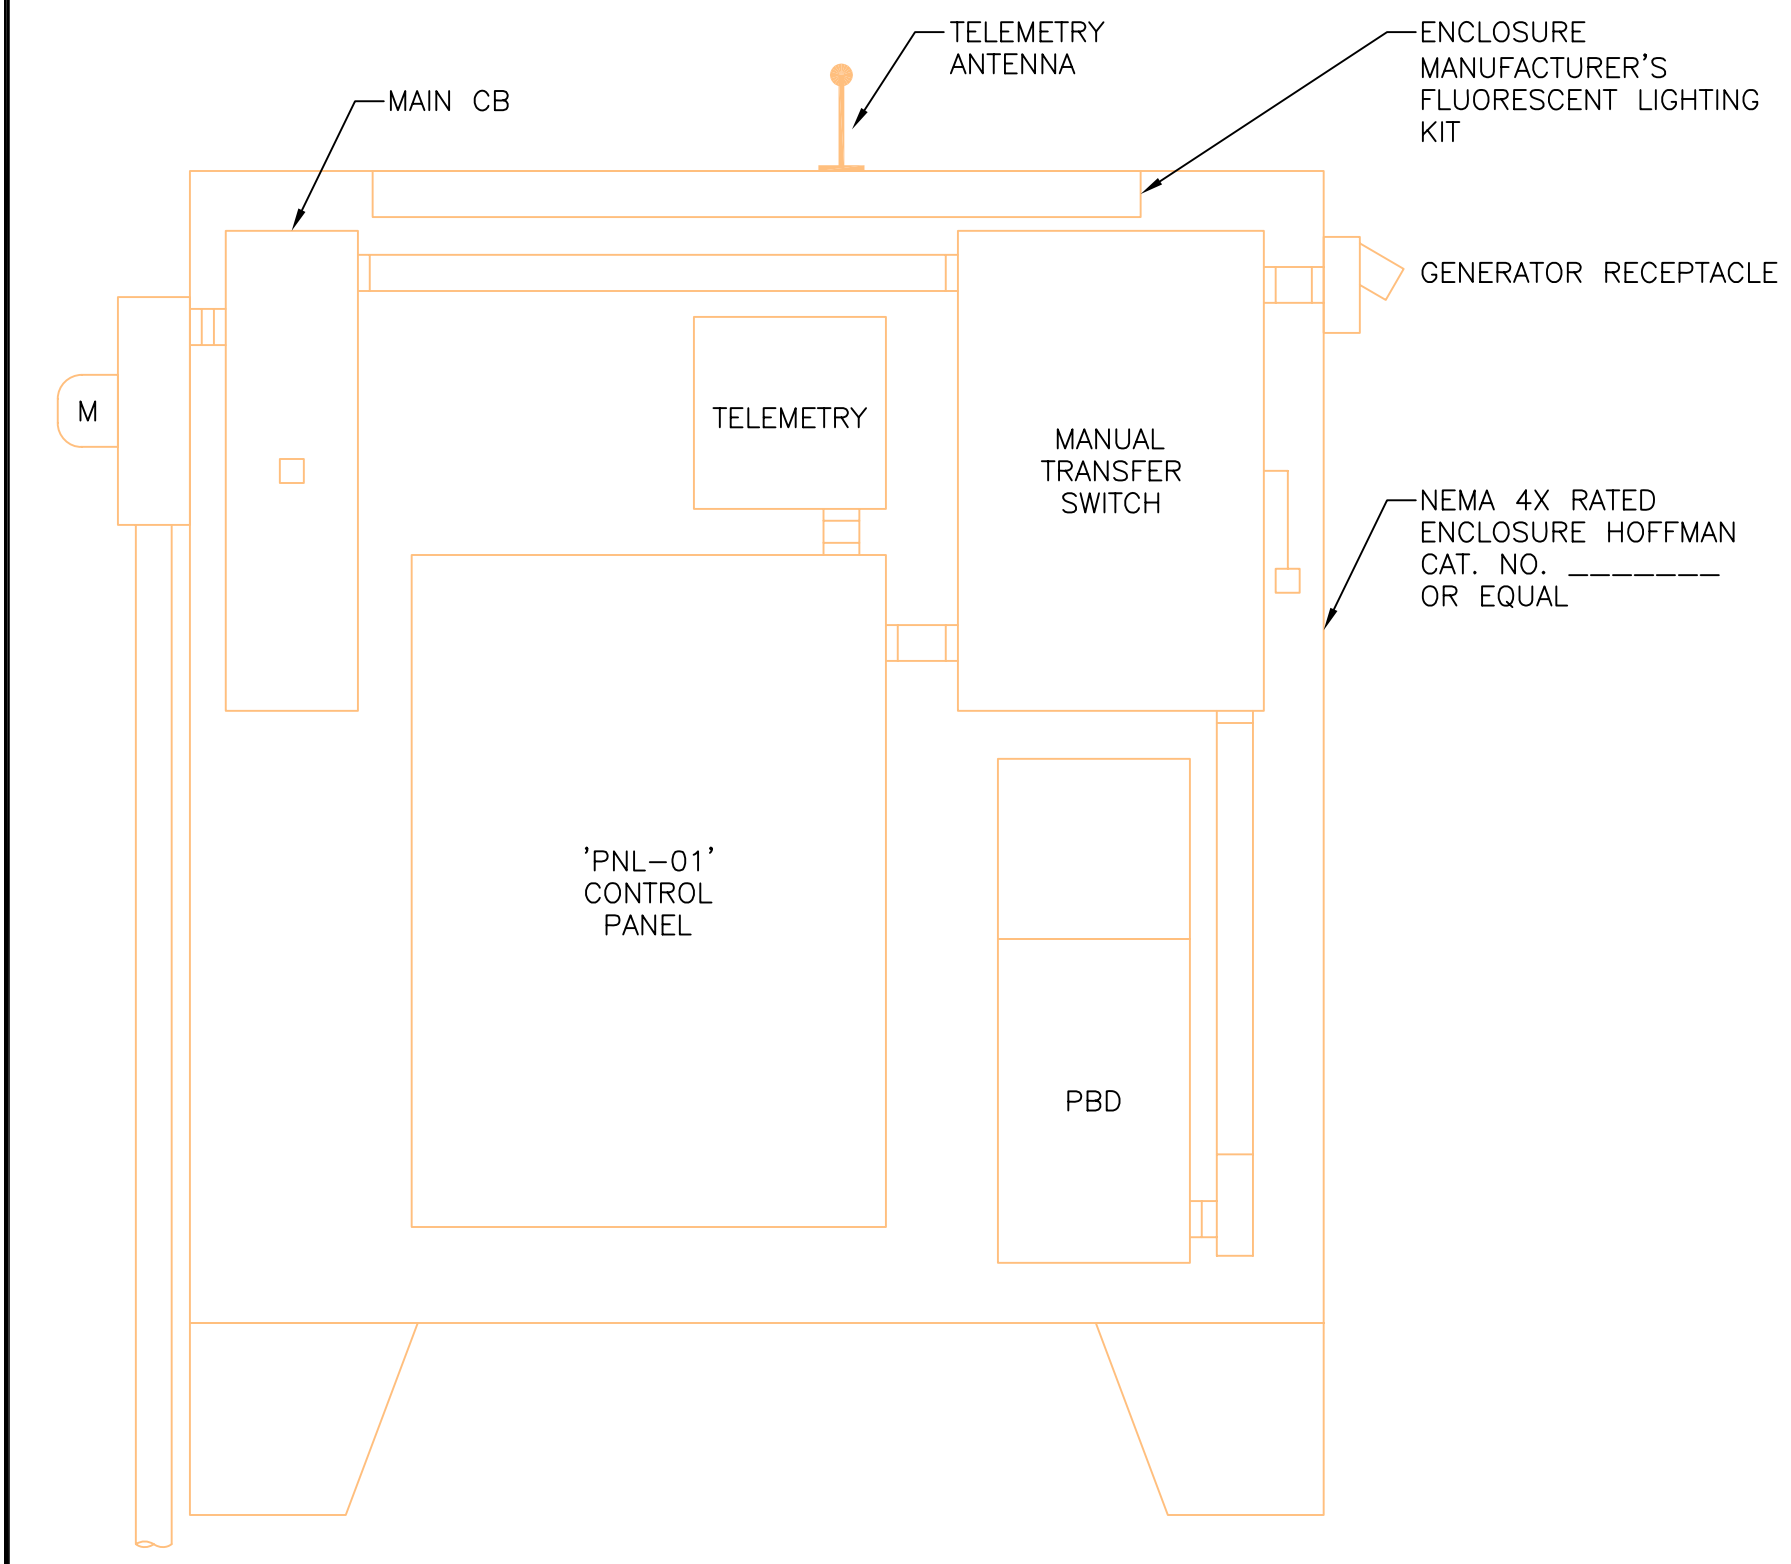 TELEMETRY
ANTENNA
ENCLOSURE
MANUFACTURER'S
FLUORESCENT LIGHTING
KIT
MAIN CB
GENERATOR RECEPTACLE
M
TELEMETRY
MANUAL
TRANSFER
SWITCH
NEMA 4X RATED
ENCLOSURE HOFFMAN
CAT. NO. _______
OR EQUAL
'PNL-01'
CONTROL
PANEL
PBD